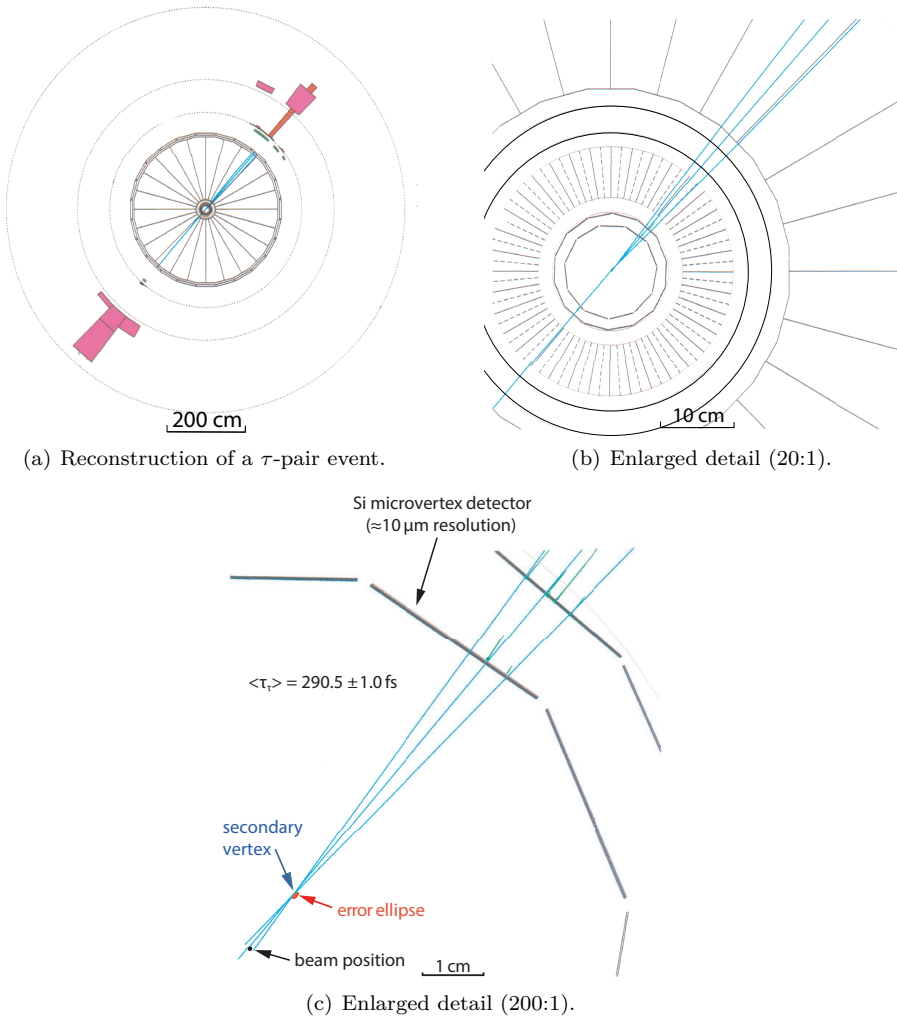 200 cm
10 cm
(a) Reconstruction of a τ-pair event.
(b) Enlarged detail (20:1).
Si microvertex detector
(≈10 μm resolution)
<τ_τ> = 290.5 ± 1.0 fs
secondary
vertex
error ellipse
beam position
1 cm
(c) Enlarged detail (200:1).